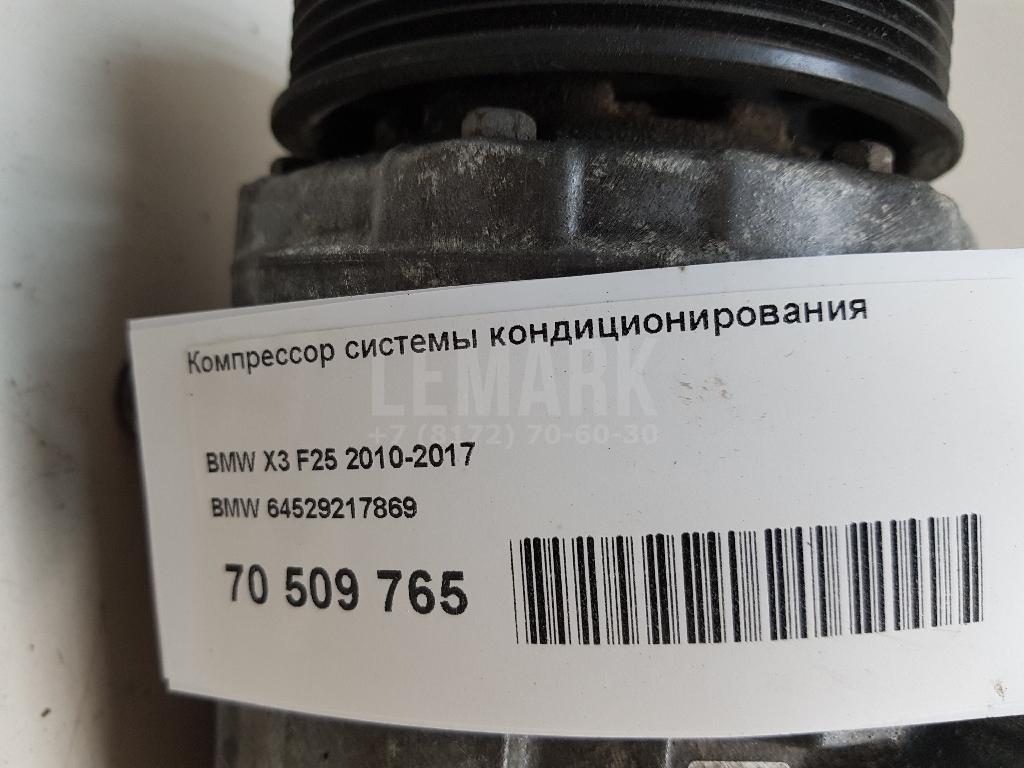 Компрессор системы кондиционирования
LEMARK
+7 (8172) 70-60-30
BMW X3 F25 2010-2017
BMW 64529217869
70 509 765